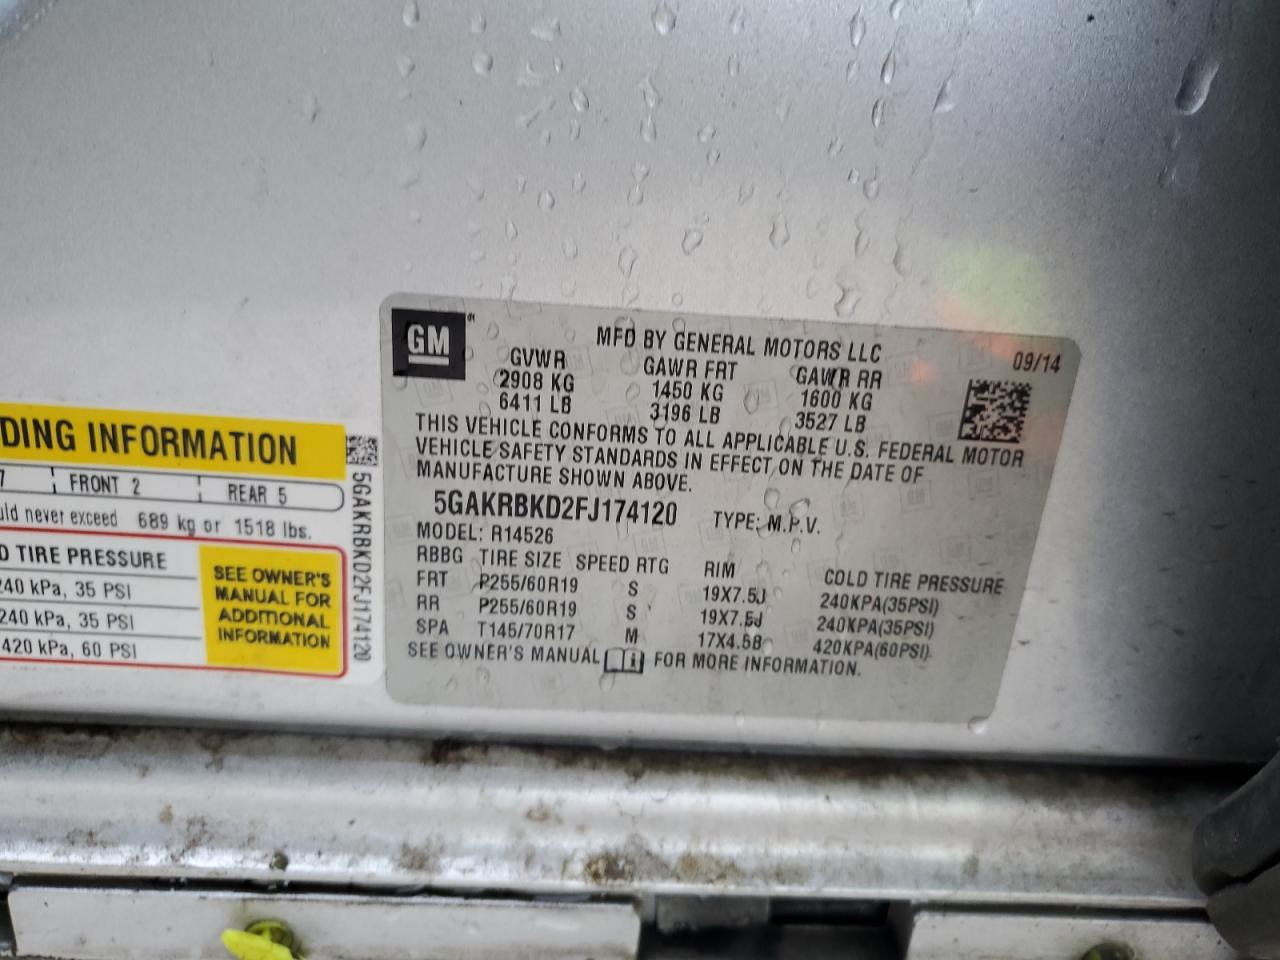 GM
MFD BY GENERAL MOTORS LLC
09/14
GVWR GAWR FRT GAWR RR
2908 KG 1450 KG 1600 KG
6411 LB 3196 LB 3527 LB
THIS VEHICLE CONFORMS TO ALL APPLICABLE U.S. FEDERAL MOTOR
VEHICLE SAFETY STANDARDS IN EFFECT ON THE DATE OF
MANUFACTURE SHOWN ABOVE.
5GAKRBKD2FJ174120 TYPE: M.P.V.
MODEL: R14526
RBBG TIRE SIZE SPEED RTG RIM COLD TIRE PRESSURE
FRT P255/60R19 S 19X7.5J 240KPA(35PSI)
RR P255/60R19 S 19X7.5J 240KPA(35PSI)
SPA T145/70R17 M 17X4.5B 420KPA(60PSI)
SEE OWNER'S MANUAL FOR MORE INFORMATION.
DING INFORMATION
7 FRONT 2 REAR 5
uld never exceed 689 kg or 1518 lbs.
D TIRE PRESSURE
240 kPa, 35 PSI
240 kPa, 35 PSI
420 kPa, 60 PSI
SEE OWNER'S
MANUAL FOR
ADDITIONAL
INFORMATION
5GAKRBKD2FJ174120